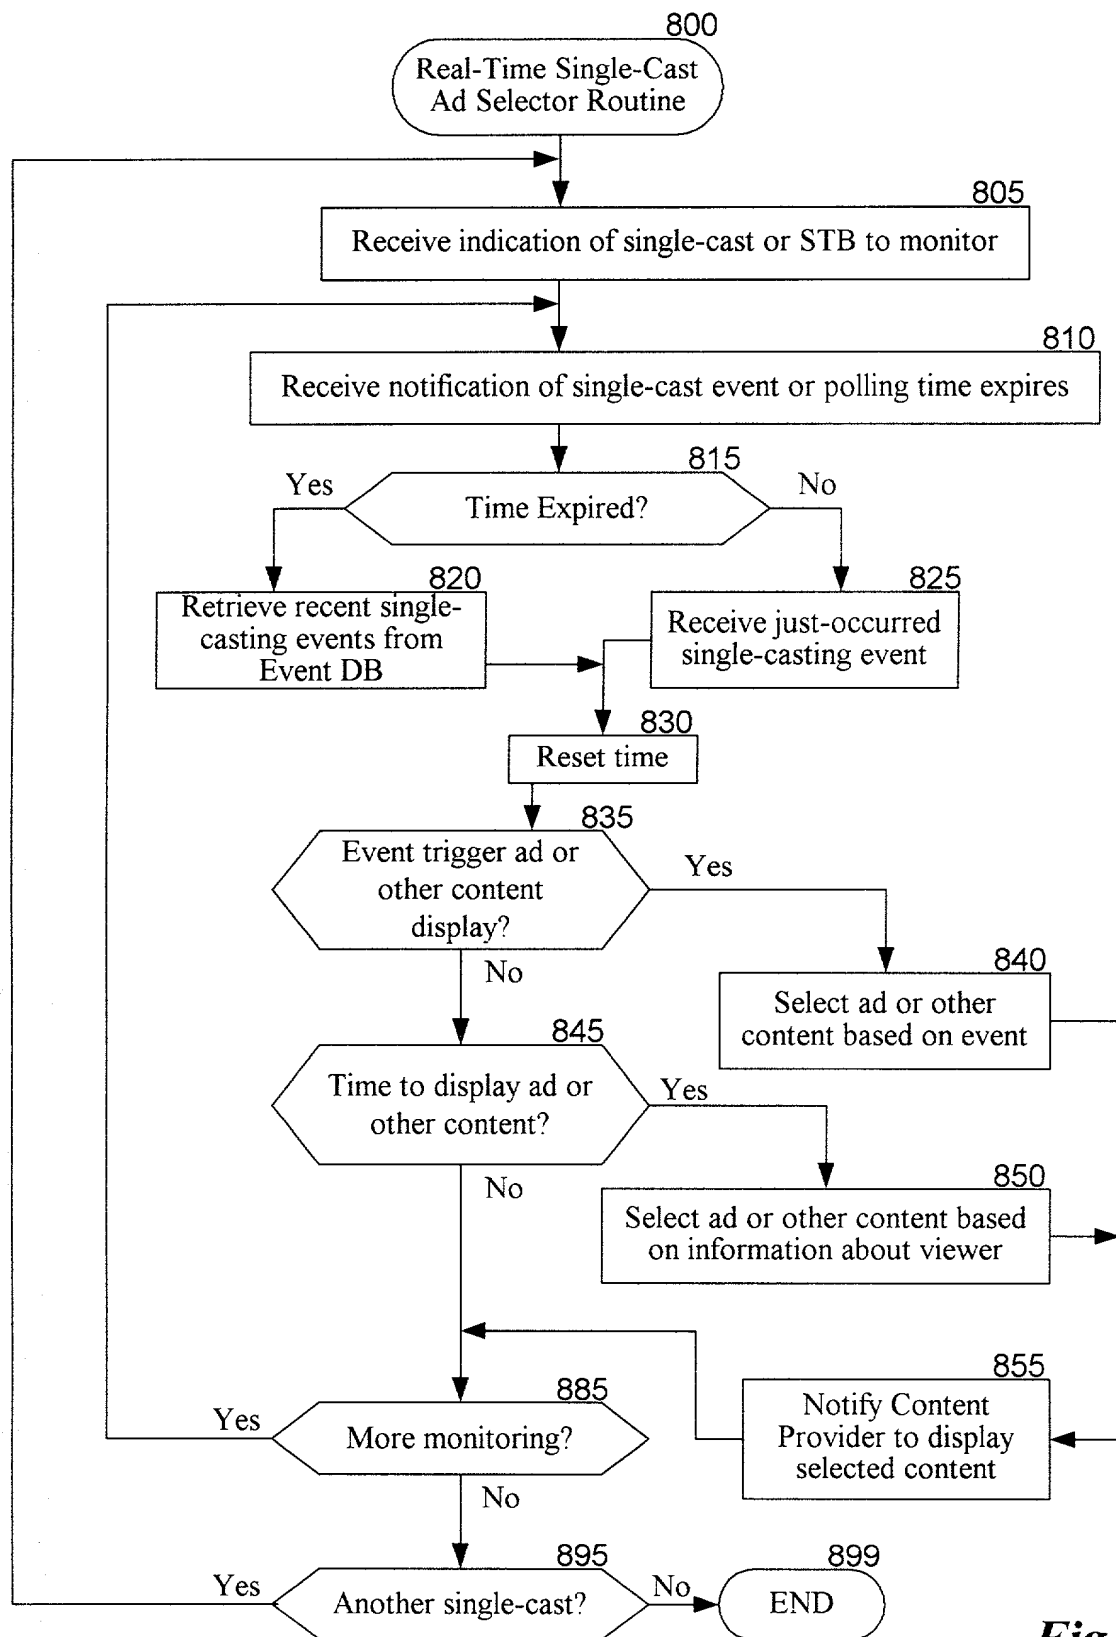 800
Real-Time Single-Cast
Ad Selector Routine
805
Receive indication of single-cast or STB to monitor
810
Receive notification of single-cast event or polling time expires
815
Yes
No
Time Expired?
820
Retrieve recent single-
casting events from
Event DB
825
Receive just-occurred
single-casting event
830
Reset time
835
Event trigger ad or
other content
display?
Yes
No
840
Select ad or other
content based on event
845
Time to display ad or
other content?
Yes
No
850
Select ad or other content based
on information about viewer
855
Notify Content
Provider to display
selected content
885
Yes
More monitoring?
No
895
Yes
Another single-cast?
No
899
END
Fig